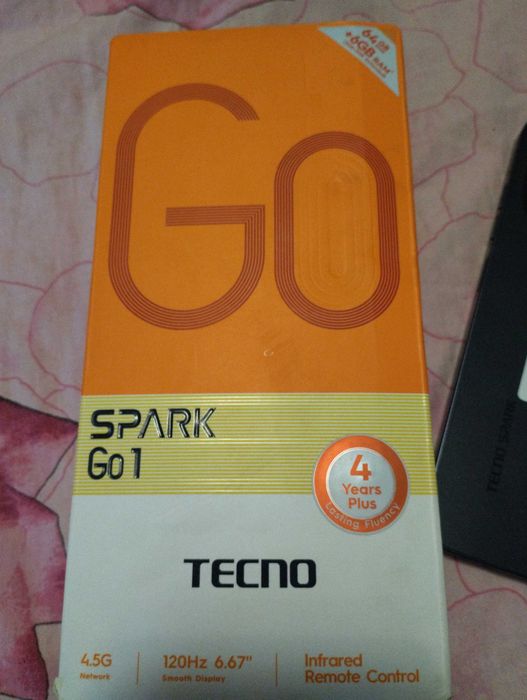 64GB
+6GB RAM*
GO
SPARK
Go 1
4
Years
Plus
Lasting Fluency
TECNO
4.5G
Network
120Hz 6.67"
Smooth Display
Infrared
Remote Control
TECNO SPARK